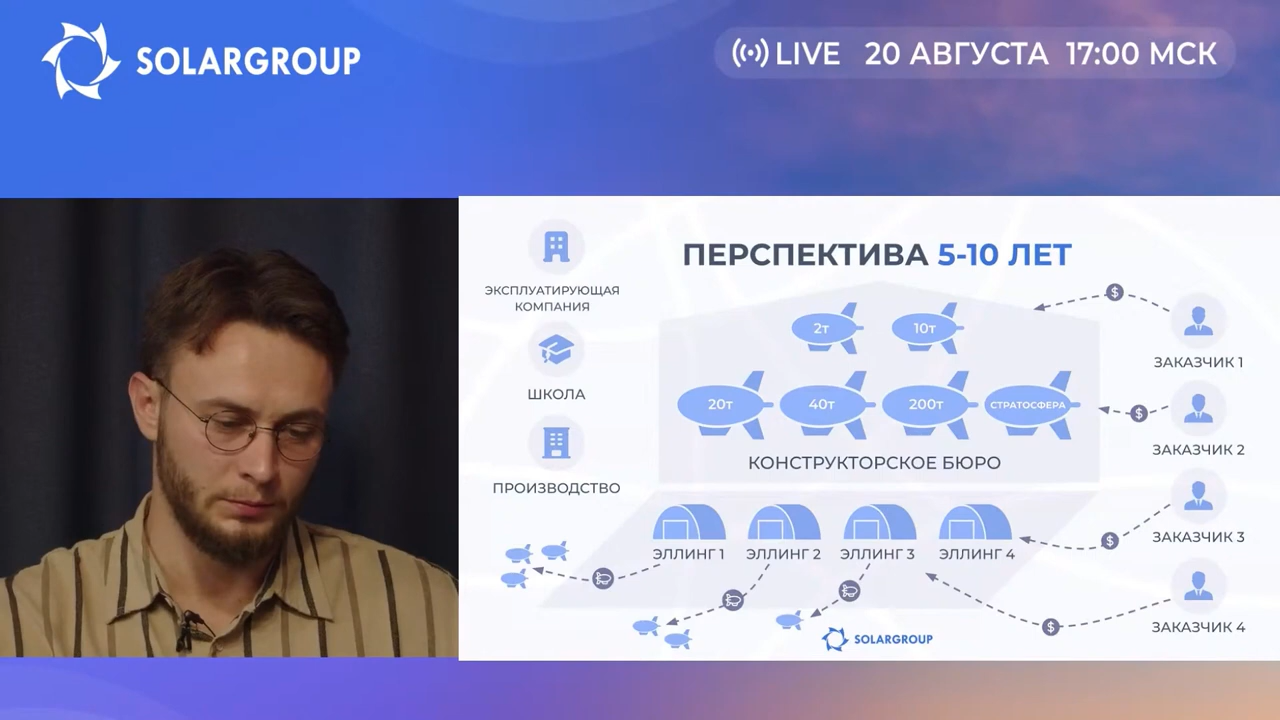 SOLARGROUP
LIVE 20 АВГУСТА 17:00 МСК
ПЕРСПЕКТИВА 5-10 ЛЕТ
ЭКСПЛУАТИРУЮЩАЯ
КОМПАНИЯ
ШКОЛА
ПРОИЗВОДСТВО
2т
10т
20т
40т
200т
СТРАТОСФЕРА
КОНСТРУКТОРСКОЕ БЮРО
ЭЛЛИНГ 1
ЭЛЛИНГ 2
ЭЛЛИНГ 3
ЭЛЛИНГ 4
$
ЗАКАЗЧИК 1
$
ЗАКАЗЧИК 2
$
ЗАКАЗЧИК 3
$
ЗАКАЗЧИК 4
SOLARGROUP